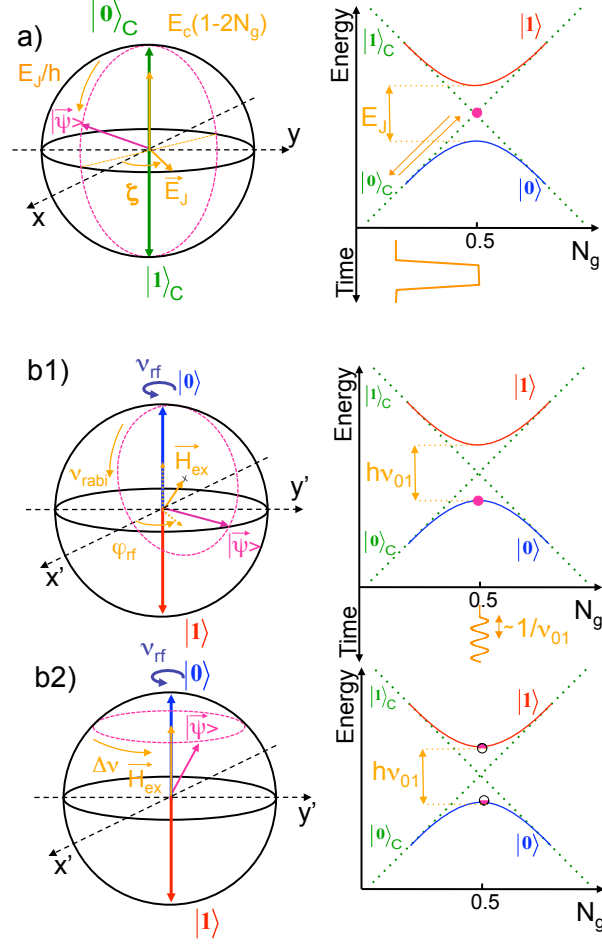 a)
|0⟩C
Ec(1-2Ng)
EJ/h
|ψ>
y
x
ζ
EJ
|1⟩C
Energy
|1⟩C
|1⟩
EJ
|0⟩C
|0⟩
0.5
Ng
Time
b1)
νrf
|0⟩
νrabi
Hex
y'
φrf
|ψ>
x'
|1⟩
Energy
|1⟩C
|1⟩
hν01
|0⟩C
|0⟩
0.5
Ng
Time
~1/ν01
b2)
νrf
|0⟩
|ψ>
Δν
Hex
y'
x'
|1⟩
Energy
|1⟩C
|1⟩
hν01
|0⟩C
|0⟩
0.5
Ng